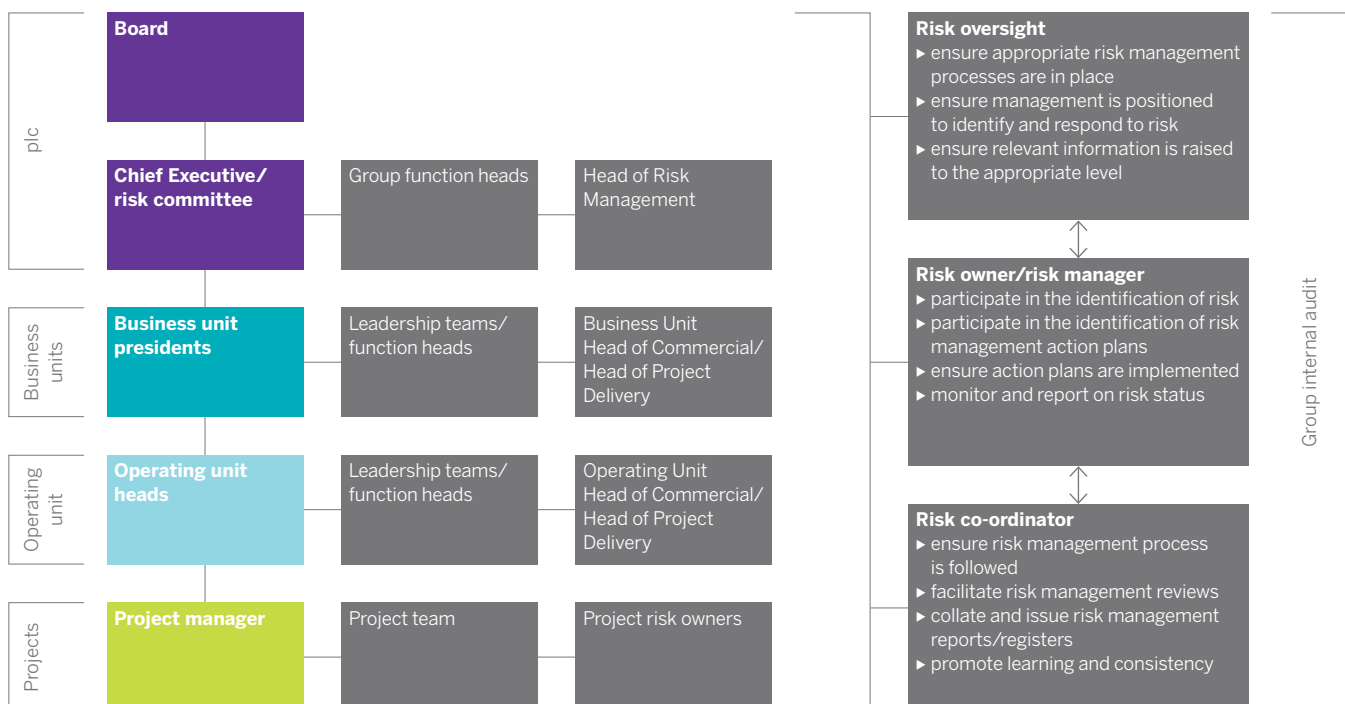 plc
Board
Chief Executive/
risk committee
Group function heads
Head of Risk
Management
Business
units
Business unit
presidents
Leadership teams/
function heads
Business Unit
Head of Commercial/
Head of Project
Delivery
Operating
unit
Operating unit
heads
Leadership teams/
function heads
Operating Unit
Head of Commercial/
Head of Project
Delivery
Projects
Project manager
Project team
Project risk owners
Risk oversight
▶ ensure appropriate risk management
processes are in place
▶ ensure management is positioned
to identify and respond to risk
▶ ensure relevant information is raised
to the appropriate level
Risk owner/risk manager
▶ participate in the identification of risk
▶ participate in the identification of risk
management action plans
▶ ensure action plans are implemented
▶ monitor and report on risk status
Risk co-ordinator
▶ ensure risk management process
is followed
▶ facilitate risk management reviews
▶ collate and issue risk management
reports/registers
▶ promote learning and consistency
Group internal audit